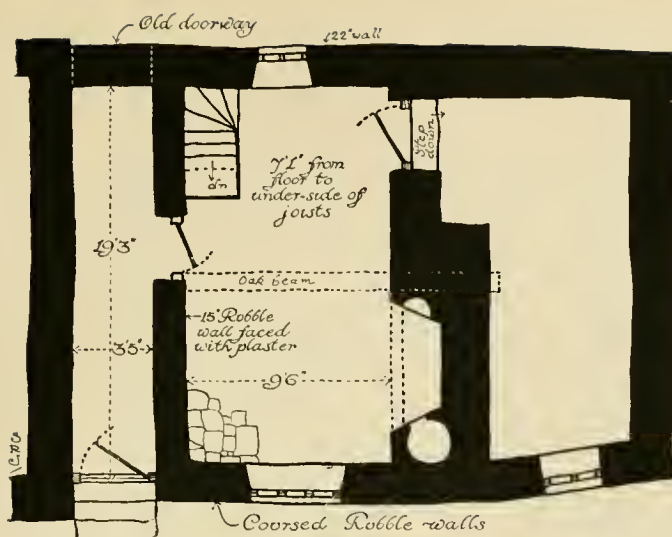 Old doorway
22" wall
Step
down
7' 1" from
floor to
under-side of
joists
dn
19'3"
Oak beam
15" Rubble
wall faced
with plaster
3'5"
9'6"
Coursed Rubble walls